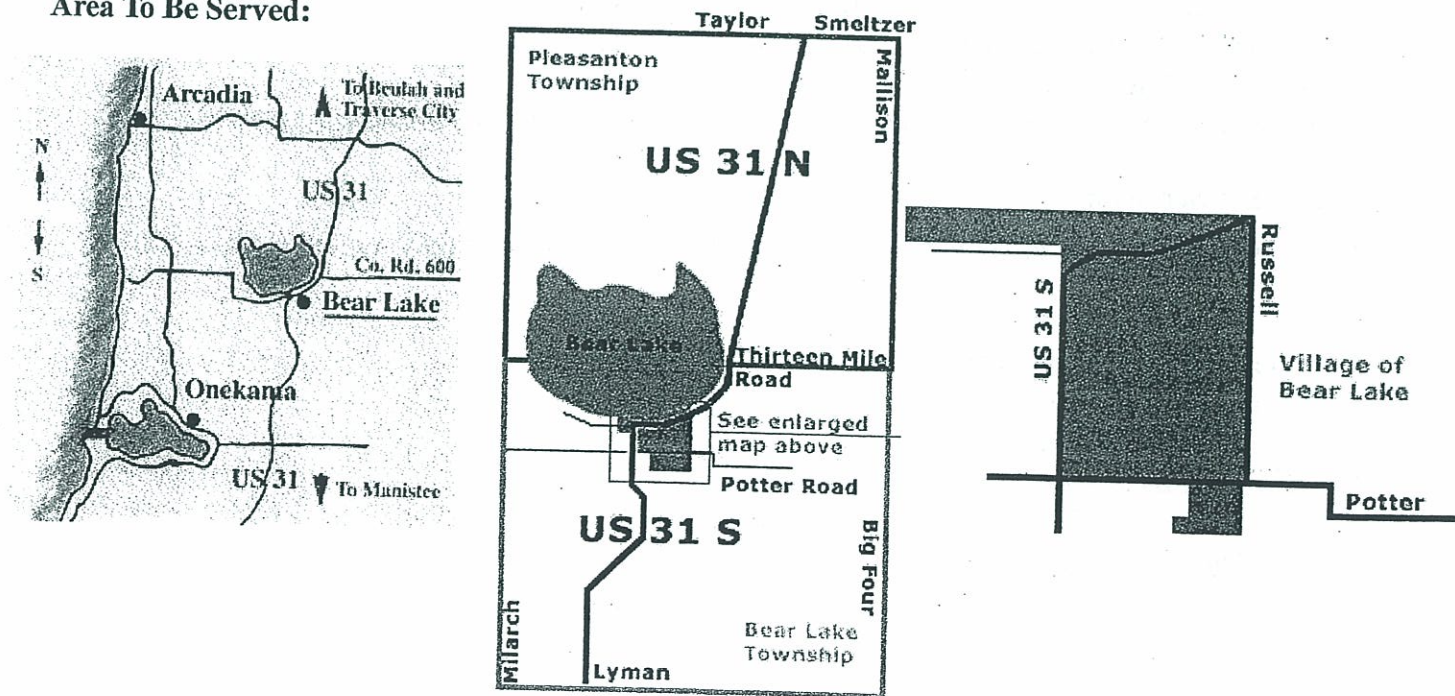 Area To Be Served:
Arcadia
To Beulah and
Traverse City
N
S
US 31
Co. Rd. 600
Bear Lake
Onekama
US 31
To Manistee
Taylor
Smeltzer
Pleasanton
Township
Mallison
US 31 N
Bear Lake
Thirteen Mile
Road
See enlarged
map above
Potter Road
US 31 S
Big Four
Milarch
Lyman
Bear Lake
Township
Russell
US 31 S
Village of
Bear Lake
Potter